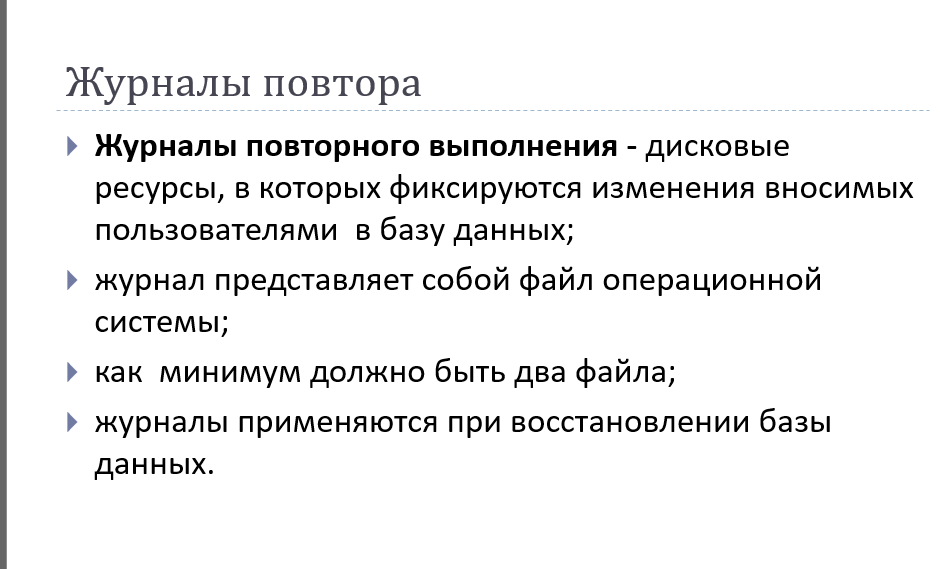 Журналы повтора
Журналы повторного выполнения - дисковые
ресурсы, в которых фиксируются изменения вносимых
пользователями  в базу данных;
журнал представляет собой файл операционной
системы;
как  минимум должно быть два файла;
журналы применяются при восстановлении базы
данных.